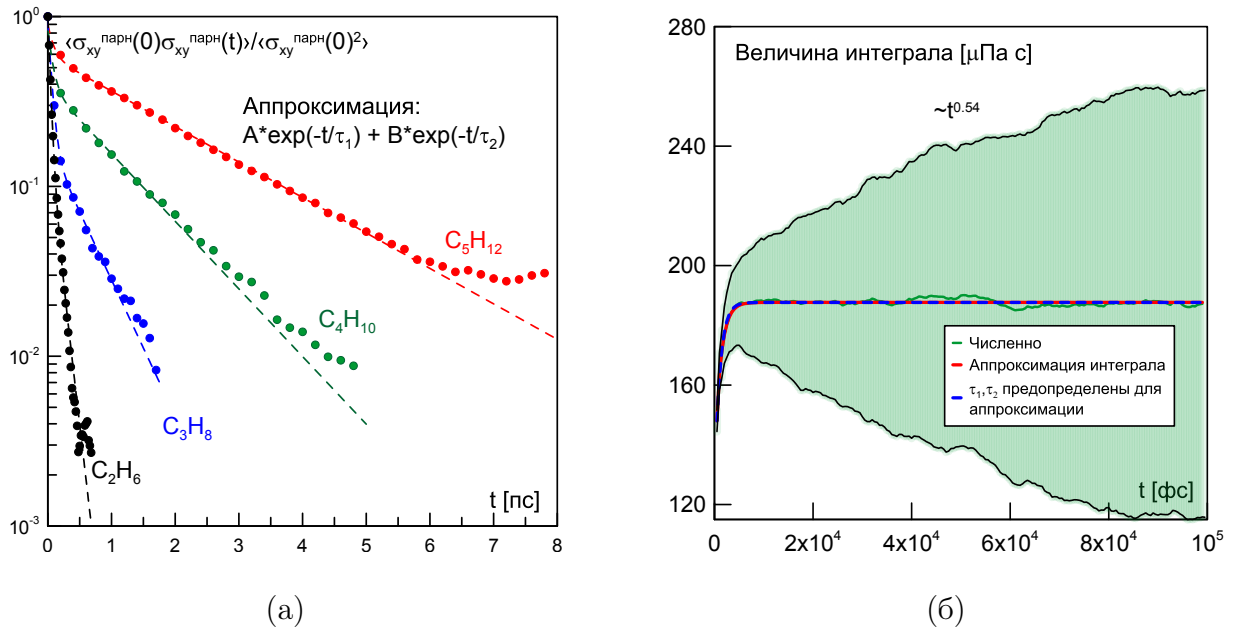 10⁰
10⁻¹
10⁻²
10⁻³
‹σxyпарн(0)σxyпарн(t)›/‹σxyпарн(0)²›
Аппроксимация:
A*exp(-t/τ₁) + B*exp(-t/τ₂)
C₅H₁₂
C₄H₁₀
C₃H₈
C₂H₆
t [пс]
0 1 2 3 4 5 6 7 8
(а)
280
240
200
160
120
Величина интеграла [μПа с]
~t⁰·⁵⁴
Численно
Аппроксимация интеграла
τ₁,τ₂ предопределены для
аппроксимации
t [фс]
0 2x10⁴ 4x10⁴ 6x10⁴ 8x10⁴ 10⁵
(б)